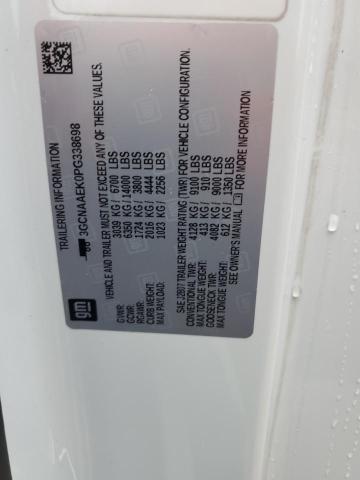 TRAILERING INFORMATION
3GCNAAEK0PG338698
VEHICLE AND TRAILER MUST NOT EXCEED ANY OF THESE VALUES.
GVWR: 3039 KG/ 6700 LBS
GCWR: 6350 KG/ 14000 LBS
RGAWR: 1724 KG/ 3800 LBS
CURB WEIGHT: 2016 KG/ 4444 LBS
MAX PAYLOAD: 1023 KG/ 2256 LBS
SAE J2807 TRAILER WEIGHT RATING (TWR) FOR VEHICLE CONFIGURATION.
CONVENTIONAL TWR: 4128 KG/ 9100 LBS
MAX TONGUE WEIGHT: 413 KG/ 910 LBS
GOOSENECK TWR: 4082 KG/ 9000 LBS
MAX TONGUE WEIGHT: 612 KG/ 1350 LBS
SEE OWNER'S MANUAL FOR MORE INFORMATION.
gm